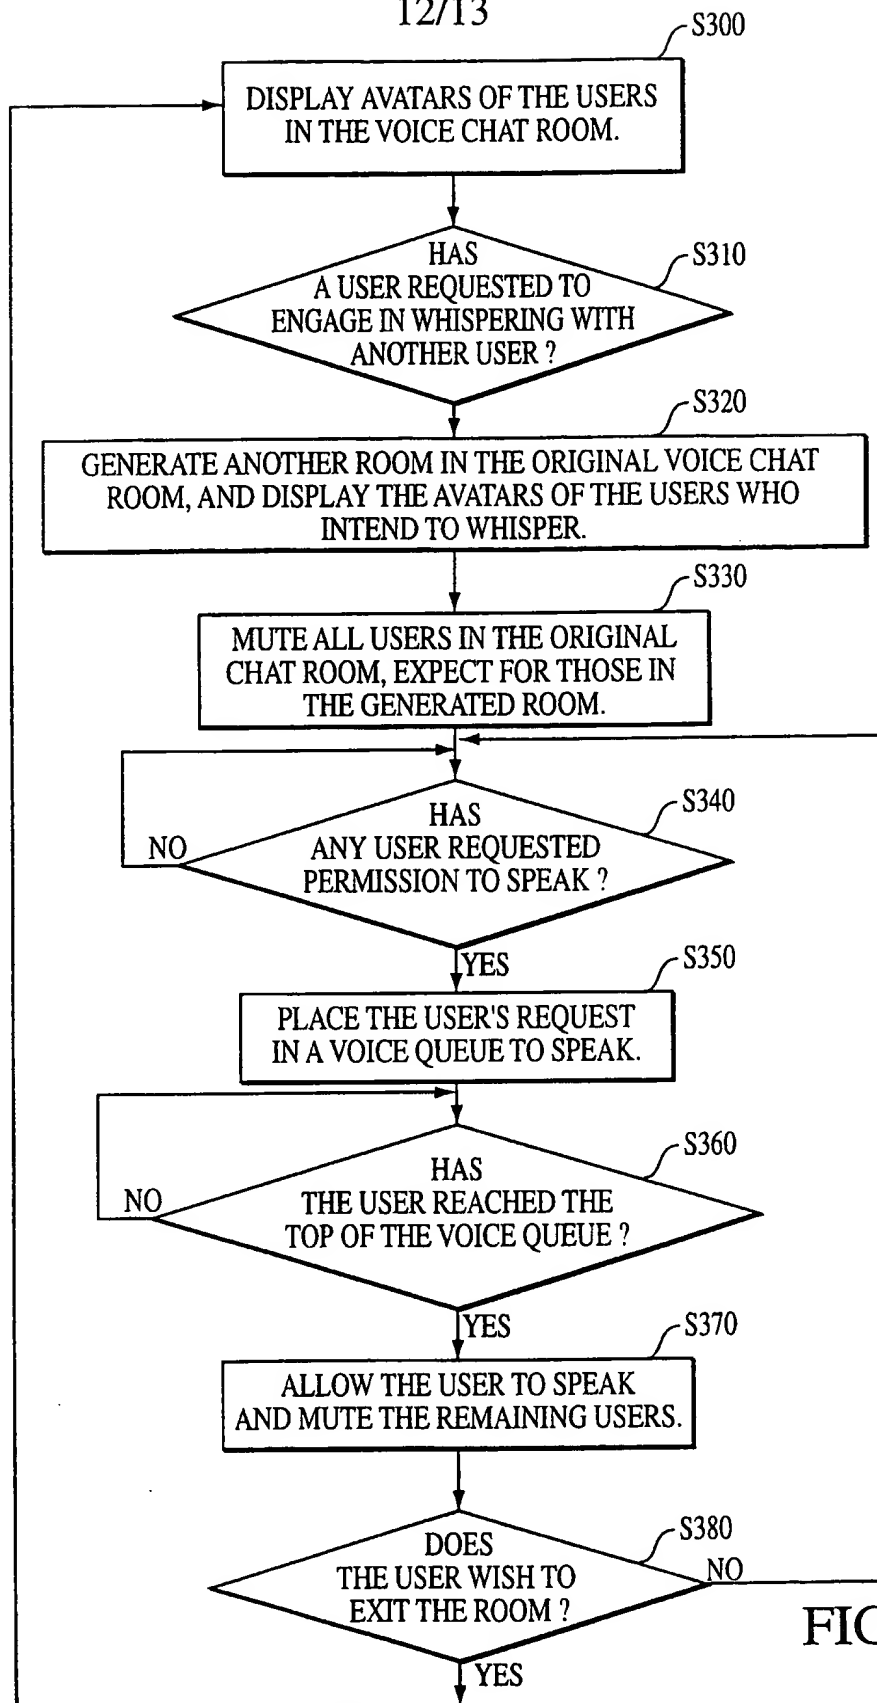 12/13
S300
DISPLAY AVATARS OF THE USERS
IN THE VOICE CHAT ROOM.
S310
HAS
A USER REQUESTED TO
ENGAGE IN WHISPERING WITH
ANOTHER USER ?
S320
GENERATE ANOTHER ROOM IN THE ORIGINAL VOICE CHAT
ROOM, AND DISPLAY THE AVATARS OF THE USERS WHO
INTEND TO WHISPER.
S330
MUTE ALL USERS IN THE ORIGINAL
CHAT ROOM, EXPECT FOR THOSE IN
THE GENERATED ROOM.
S340
HAS
ANY USER REQUESTED
PERMISSION TO SPEAK ?
NO
YES
S350
PLACE THE USER'S REQUEST
IN A VOICE QUEUE TO SPEAK.
S360
HAS
THE USER REACHED THE
TOP OF THE VOICE QUEUE ?
NO
YES
S370
ALLOW THE USER TO SPEAK
AND MUTE THE REMAINING USERS.
S380
DOES
THE USER WISH TO
EXIT THE ROOM ?
NO
YES